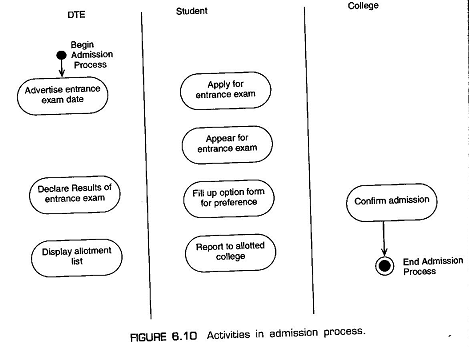 DTE
Student
College
Begin
Admission
Process
Advertise entrance
exam date
Apply for
entrance exam
Appear for
entrance exam
Declare Results of
entrance exam
Fill up option form
for preference
Confirm admission
Display allotment
list
Report to allotted
college
End Admission
Process
FIGURE 6.10 Activities in admission process.